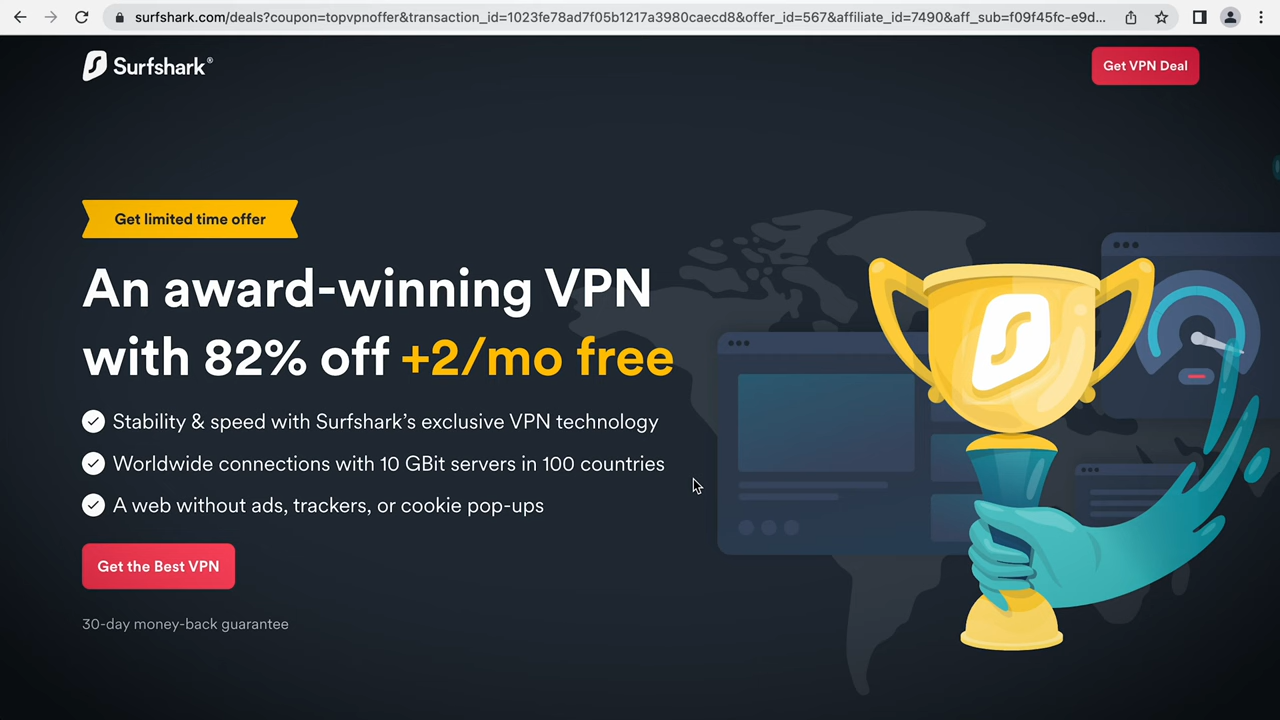 surfshark.com/deals?coupon=topvpnoffer&transaction_id=1023fe78ad7f05b1217a3980caecd8&offer_id=567&affiliate_id=7490&aff_sub=f09f45fc-e9d...
Surfshark®
Get VPN Deal
Get limited time offer
An award-winning VPN
with 82% off +2/mo free
Stability & speed with Surfshark’s exclusive VPN technology
Worldwide connections with 10 GBit servers in 100 countries
A web without ads, trackers, or cookie pop-ups
Get the Best VPN
30-day money-back guarantee